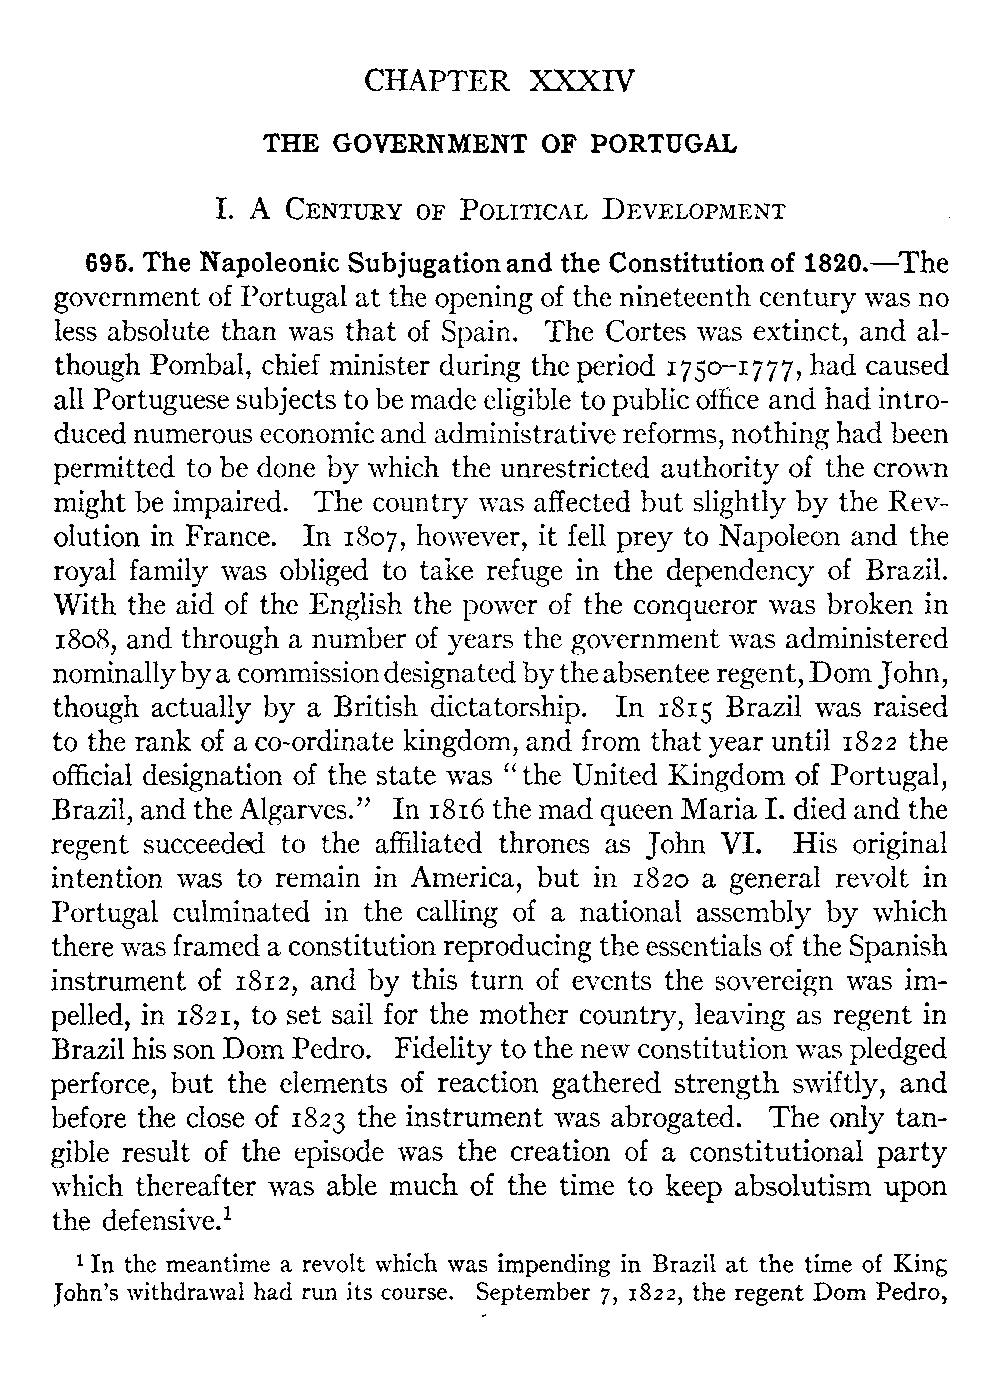 CHAPTER XXXIV
THE GOVERNMENT OF PORTUGAL
I. A Century of Political Development
695. The Napoleonic Subjugation and the Constitution of 1820.—The
government of Portugal at the opening of the nineteenth century was no
less absolute than was that of Spain. The Cortes was extinct, and al-
though Pombal, chief minister during the period 1750–1777, had caused
all Portuguese subjects to be made eligible to public office and had intro-
duced numerous economic and administrative reforms, nothing had been
permitted to be done by which the unrestricted authority of the crown
might be impaired. The country was affected but slightly by the Rev-
olution in France. In 1807, however, it fell prey to Napoleon and the
royal family was obliged to take refuge in the dependency of Brazil.
With the aid of the English the power of the conqueror was broken in
1808, and through a number of years the government was administered
nominally by a commission designated by the absentee regent, Dom John,
though actually by a British dictatorship. In 1815 Brazil was raised
to the rank of a co-ordinate kingdom, and from that year until 1822 the
official designation of the state was “the United Kingdom of Portugal,
Brazil, and the Algarves.” In 1816 the mad queen Maria I. died and the
regent succeeded to the affiliated thrones as John VI. His original
intention was to remain in America, but in 1820 a general revolt in
Portugal culminated in the calling of a national assembly by which
there was framed a constitution reproducing the essentials of the Spanish
instrument of 1812, and by this turn of events the sovereign was im-
pelled, in 1821, to set sail for the mother country, leaving as regent in
Brazil his son Dom Pedro. Fidelity to the new constitution was pledged
perforce, but the elements of reaction gathered strength swiftly, and
before the close of 1823 the instrument was abrogated. The only tan-
gible result of the episode was the creation of a constitutional party
which thereafter was able much of the time to keep absolutism upon
the defensive.¹
¹ In the meantime a revolt which was impending in Brazil at the time of King
John’s withdrawal had run its course. September 7, 1822, the regent Dom Pedro,